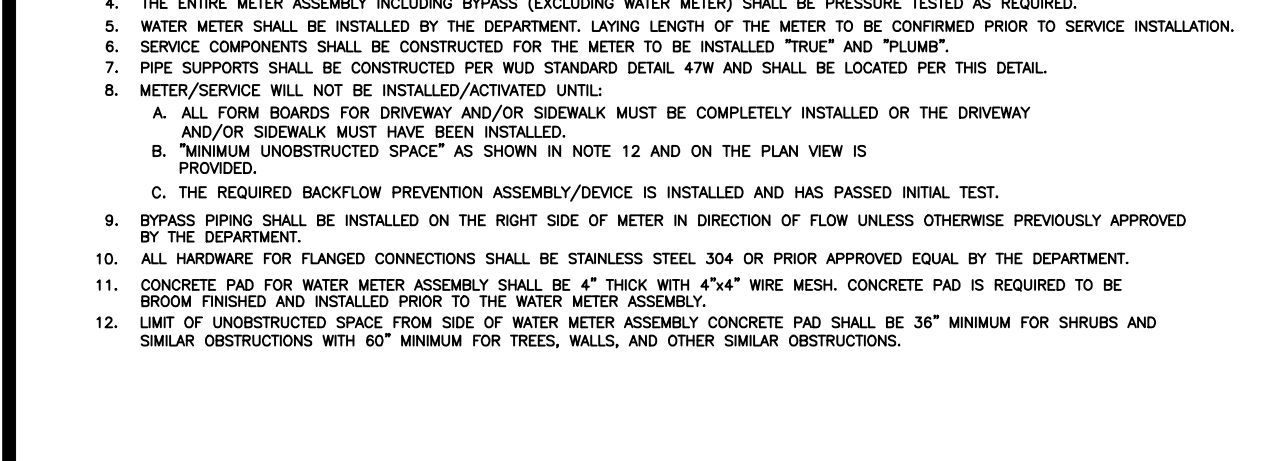 4. THE ENTIRE METER ASSEMBLY INCLUDING BYPASS (EXCLUDING WATER METER) SHALL BE PRESSURE TESTED AS REQUIRED.
5. WATER METER SHALL BE INSTALLED BY THE DEPARTMENT. LAYING LENGTH OF THE METER TO BE CONFIRMED PRIOR TO SERVICE INSTALLATION.
6. SERVICE COMPONENTS SHALL BE CONSTRUCTED FOR THE METER TO BE INSTALLED "TRUE" AND "PLUMB".
7. PIPE SUPPORTS SHALL BE CONSTRUCTED PER WUD STANDARD DETAIL 47W AND SHALL BE LOCATED PER THIS DETAIL.
8. METER/SERVICE WILL NOT BE INSTALLED/ACTIVATED UNTIL:
A. ALL FORM BOARDS FOR DRIVEWAY AND/OR SIDEWALK MUST BE COMPLETELY INSTALLED OR THE DRIVEWAY
AND/OR SIDEWALK MUST HAVE BEEN INSTALLED.
B. "MINIMUM UNOBSTRUCTED SPACE" AS SHOWN IN NOTE 12 AND ON THE PLAN VIEW IS
PROVIDED.
C. THE REQUIRED BACKFLOW PREVENTION ASSEMBLY/DEVICE IS INSTALLED AND HAS PASSED INITIAL TEST.
9. BYPASS PIPING SHALL BE INSTALLED ON THE RIGHT SIDE OF METER IN DIRECTION OF FLOW UNLESS OTHERWISE PREVIOUSLY APPROVED
BY THE DEPARTMENT.
10. ALL HARDWARE FOR FLANGED CONNECTIONS SHALL BE STAINLESS STEEL 304 OR PRIOR APPROVED EQUAL BY THE DEPARTMENT.
11. CONCRETE PAD FOR WATER METER ASSEMBLY SHALL BE 4" THICK WITH 4"x4" WIRE MESH. CONCRETE PAD IS REQUIRED TO BE
BROOM FINISHED AND INSTALLED PRIOR TO THE WATER METER ASSEMBLY.
12. LIMIT OF UNOBSTRUCTED SPACE FROM SIDE OF WATER METER ASSEMBLY CONCRETE PAD SHALL BE 36" MINIMUM FOR SHRUBS AND
SIMILAR OBSTRUCTIONS WITH 60" MINIMUM FOR TREES, WALLS, AND OTHER SIMILAR OBSTRUCTIONS.